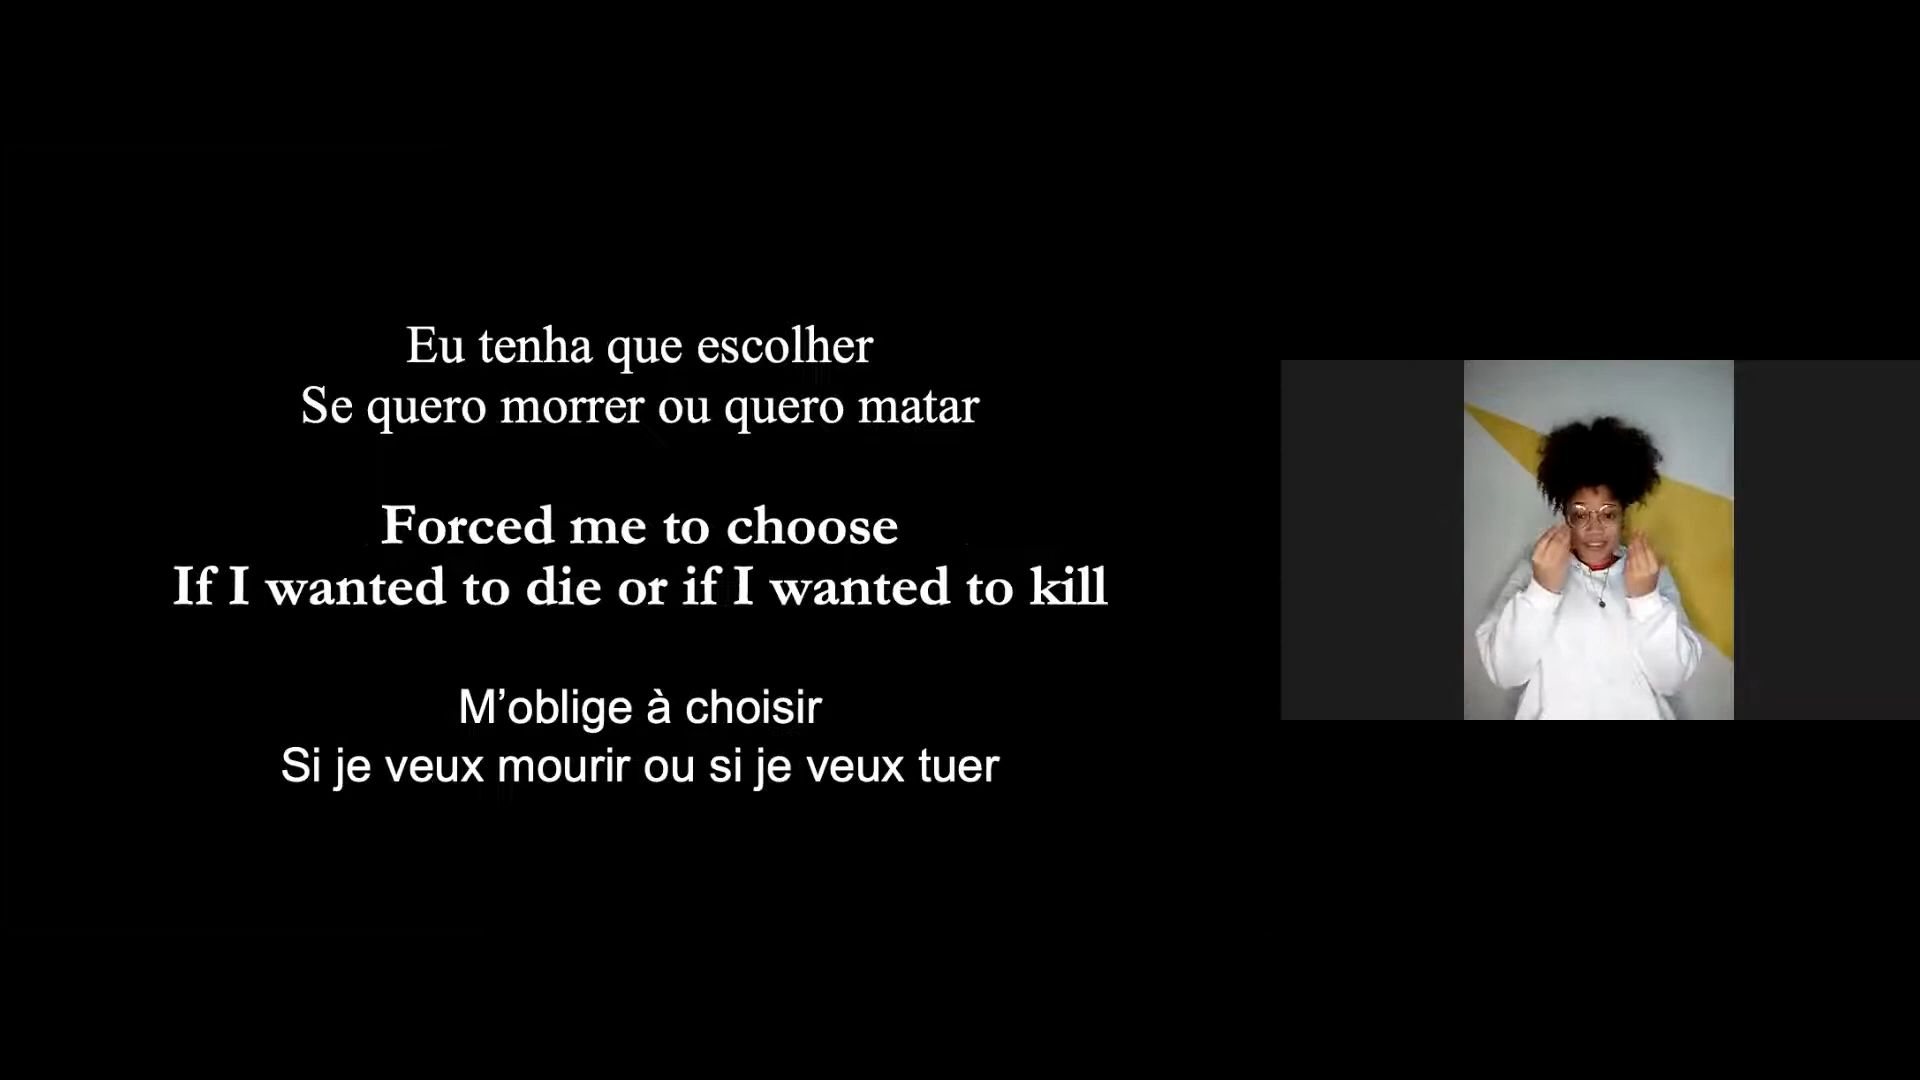 Eu tenha que escolher
Se quero morrer ou quero matar
Forced me to choose
If I wanted to die or if I wanted to kill
M’oblige à choisir
Si je veux mourir ou si je veux tuer